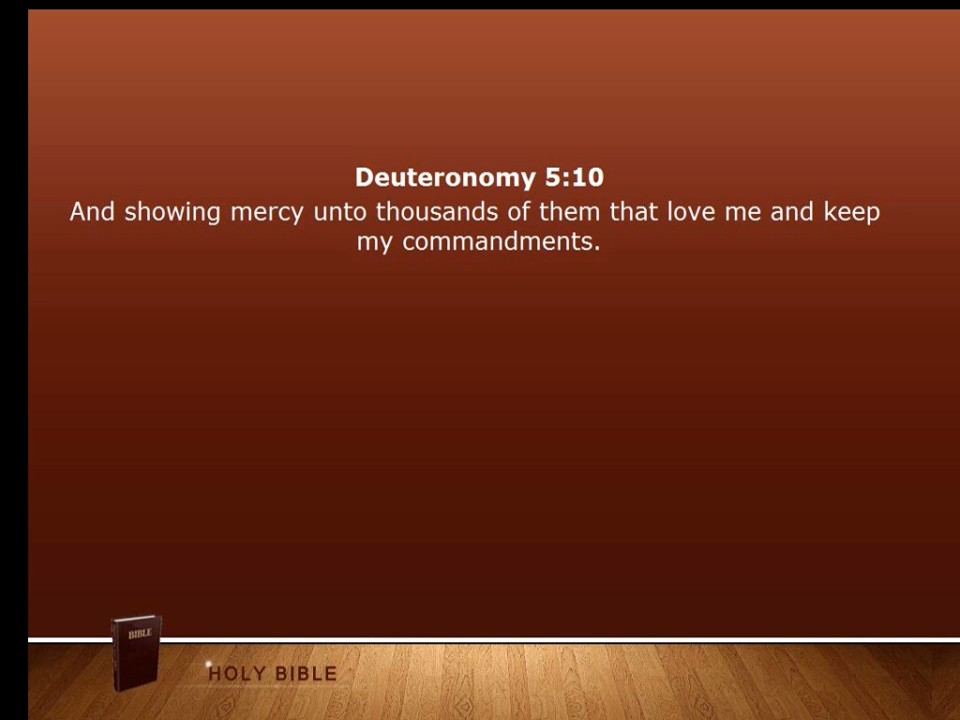 Deuteronomy 5:10
And showing mercy unto thousands of them that love me and keep
my commandments.
BIBLE
HOLY BIBLE